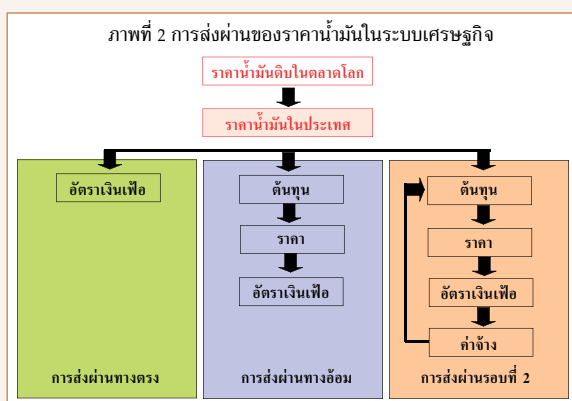 ภาพที่ 2 การส่งผ่านของราคาน้ำมันในระบบเศรษฐกิจ
ราคาน้ำมันดิบในตลาดโลก
ราคาน้ำมันในประเทศ
อัตราเงินเฟ้อ
การส่งผ่านทางตรง
ต้นทุน
ราคา
อัตราเงินเฟ้อ
การส่งผ่านทางอ้อม
ต้นทุน
ราคา
อัตราเงินเฟ้อ
ค่าจ้าง
การส่งผ่านรอบที่ 2